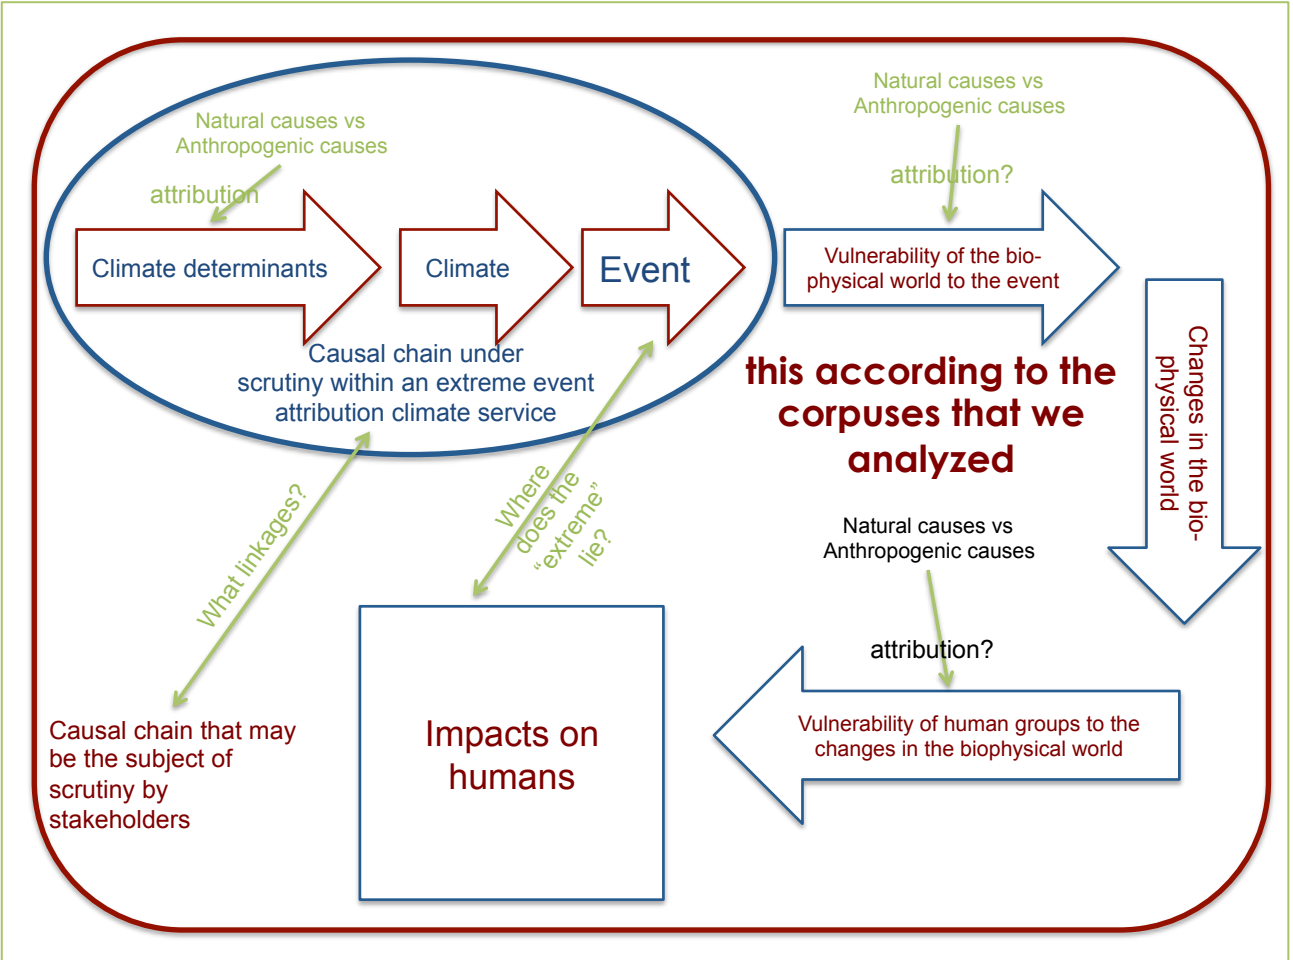 Natural causes vs
Anthropogenic causes
attribution
Climate determinants
Climate
Event
Causal chain under
scrutiny within an extreme event
attribution climate service
Natural causes vs
Anthropogenic causes
attribution?
Vulnerability of the bio-
physical world to the event
Changes in the bio-
physical world
this according to the
corpuses that we
analyzed
What linkages?
Where
does the
“extreme”
lie?
Natural causes vs
Anthropogenic causes
attribution?
Vulnerability of human groups to the
changes in the biophysical world
Impacts on
humans
Causal chain that may
be the subject of
scrutiny by
stakeholders